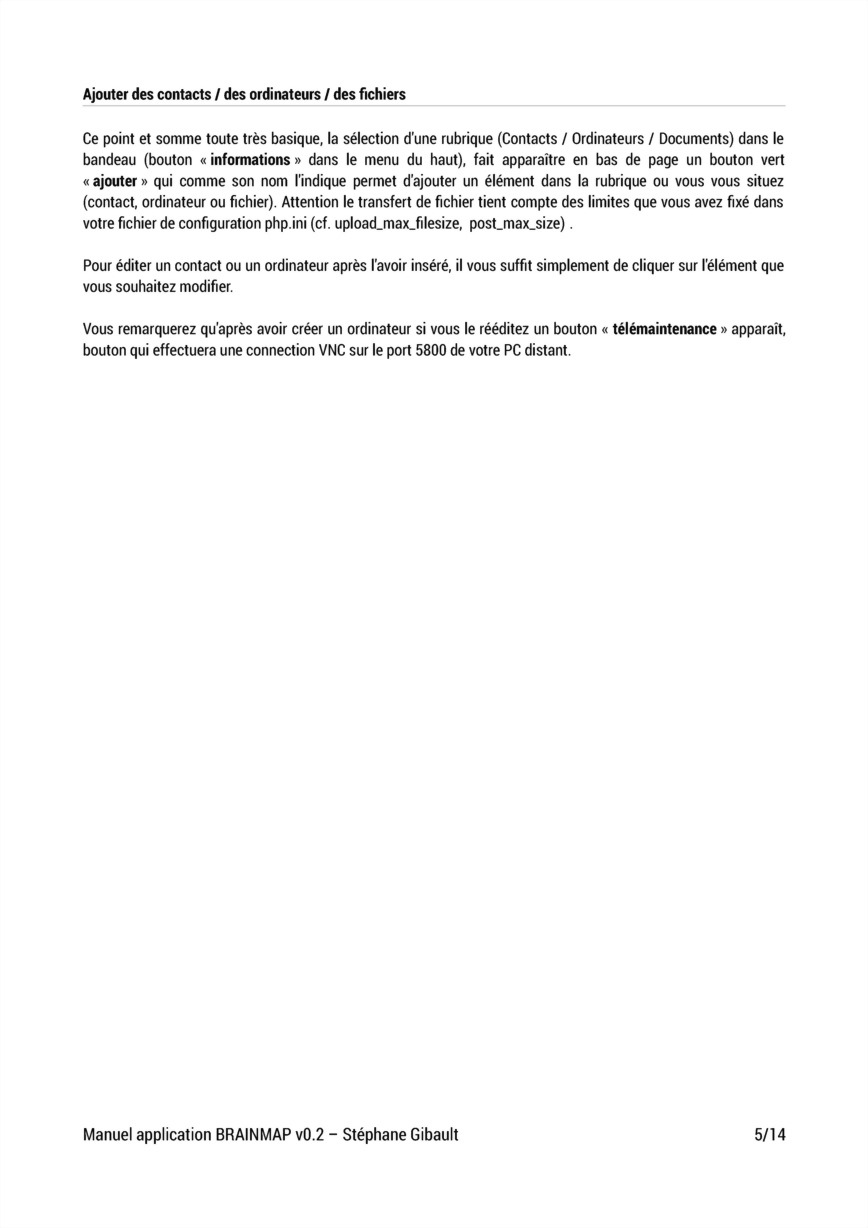 Ajouter des contacts / des ordinateurs / des fichiers
Ce point et somme toute très basique, la sélection d'une rubrique (Contacts / Ordinateurs / Documents) dans le
bandeau (bouton « informations » dans le menu du haut), fait apparaître en bas de page un bouton vert
« ajouter » qui comme son nom l'indique permet d'ajouter un élément dans la rubrique ou vous vous situez
(contact, ordinateur ou fichier). Attention le transfert de fichier tient compte des limites que vous avez fixé dans
votre fichier de configuration php.ini (cf. upload_max_filesize,  post_max_size) .
Pour éditer un contact ou un ordinateur après l'avoir inséré, il vous suffit simplement de cliquer sur l'élément que
vous souhaitez modifier.
Vous remarquerez qu'après avoir créer un ordinateur si vous le rééditez un bouton « télémaintenance » apparaît,
bouton qui effectuera une connection VNC sur le port 5800 de votre PC distant.
Manuel application BRAINMAP v0.2 – Stéphane Gibault 5/14